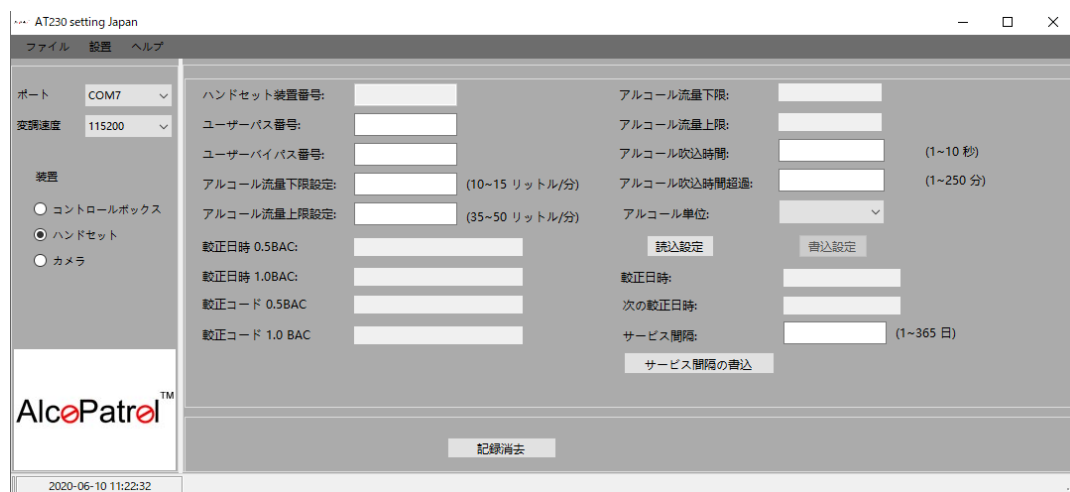 AT230 setting Japan
ファイル 設置 ヘルプ
ポート COM7
変調速度 115200
装置
コントロールボックス
ハンドセット
カメラ
AlcoPatrol™
ハンドセット装置番号:
ユーザーパス番号:
ユーザーバイパス番号:
アルコール流量下限設定: (10~15 リットル/分)
アルコール流量上限設定: (35~50 リットル/分)
較正日時 0.5BAC:
較正日時 1.0BAC:
較正コード 0.5BAC
較正コード 1.0 BAC
アルコール流量下限:
アルコール流量上限:
アルコール吹込時間: (1~10 秒)
アルコール吹込時間超過: (1~250 分)
アルコール単位:
読込設定 書込設定
較正日時:
次の較正日時:
サービス間隔: (1~365 日)
サービス間隔の書込
記録消去
2020-06-10 11:22:32